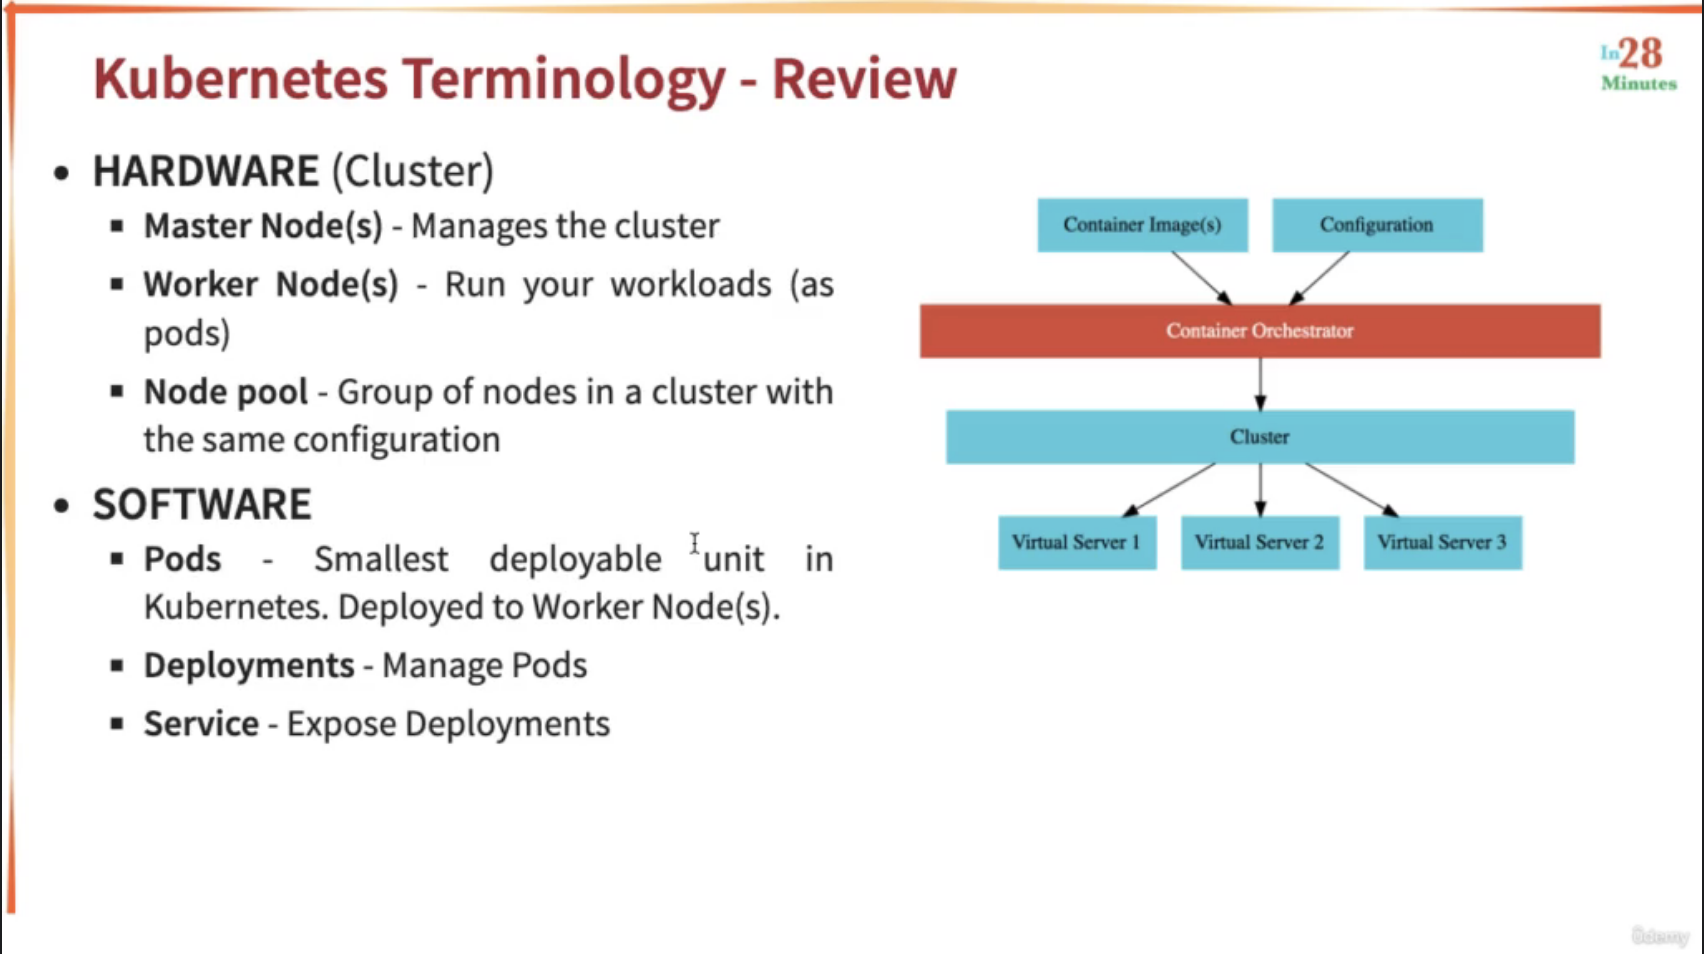 Kubernetes Terminology - Review
In28
Minutes
• HARDWARE (Cluster)
▪ Master Node(s) - Manages the cluster
▪ Worker Node(s) - Run your workloads (as
pods)
▪ Node pool - Group of nodes in a cluster with
the same configuration
• SOFTWARE
▪ Pods - Smallest deployable unit in
Kubernetes. Deployed to Worker Node(s).
▪ Deployments - Manage Pods
▪ Service - Expose Deployments
Container Image(s)
Configuration
Container Orchestrator
Cluster
Virtual Server 1
Virtual Server 2
Virtual Server 3
ûdemy